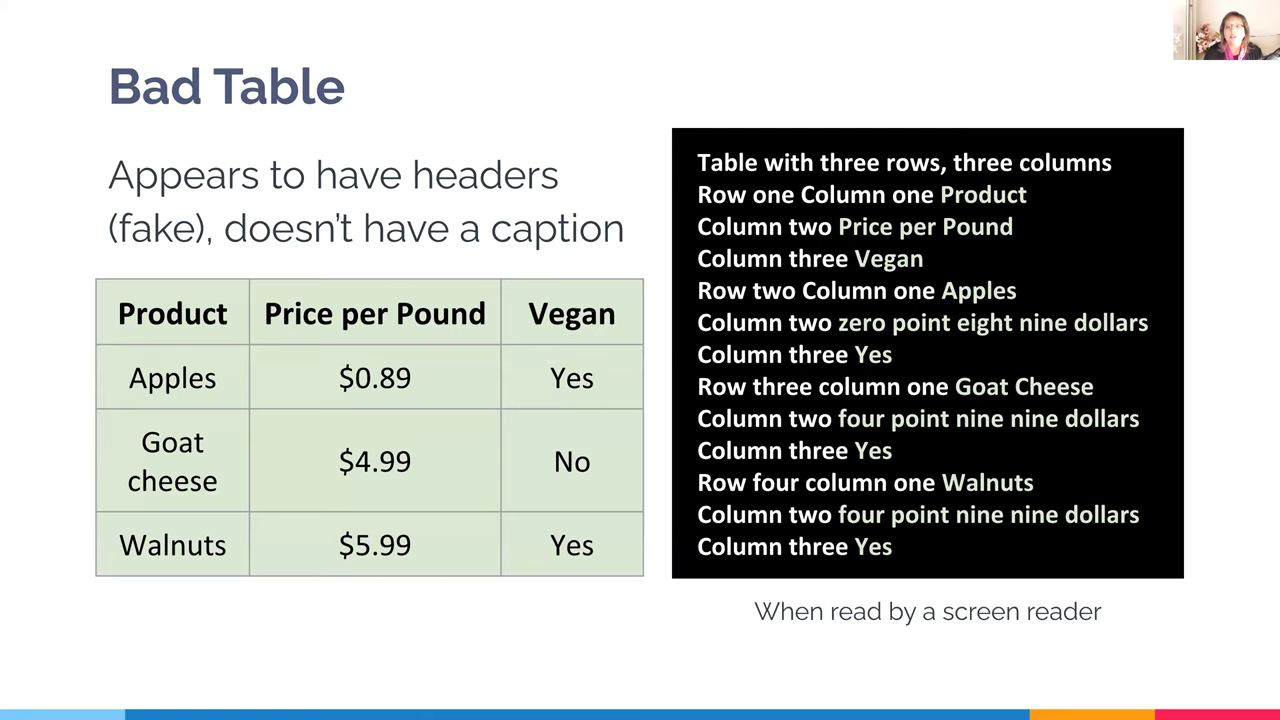 Bad Table
Appears to have headers
(fake), doesn't have a caption
Product Price per Pound Vegan
Apples $0.89 Yes
Goat
cheese $4.99 No
Walnuts $5.99 Yes
Table with three rows, three columns
Row one Column one Product
Column two Price per Pound
Column three Vegan
Row two Column one Apples
Column two zero point eight nine dollars
Column three Yes
Row three column one Goat Cheese
Column two four point nine nine dollars
Column three Yes
Row four column one Walnuts
Column two four point nine nine dollars
Column three Yes
When read by a screen reader